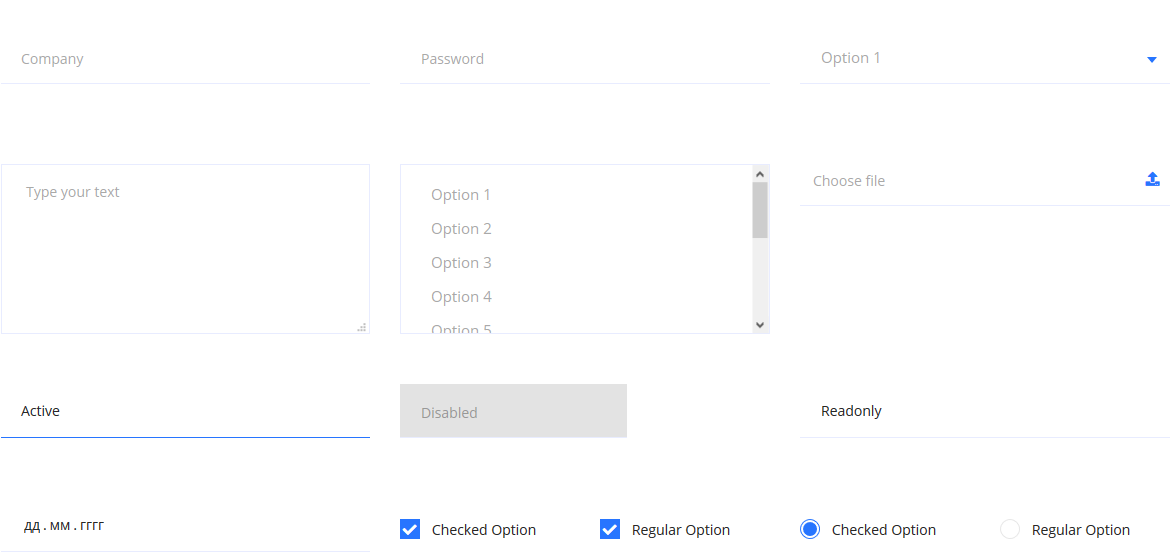 Company
Password
Option 1
Type your text
Option 1
Option 2
Option 3
Option 4
Option 5
Choose file
Active
Disabled
Readonly
дд . мм . гггг
Checked Option
Regular Option
Checked Option
Regular Option